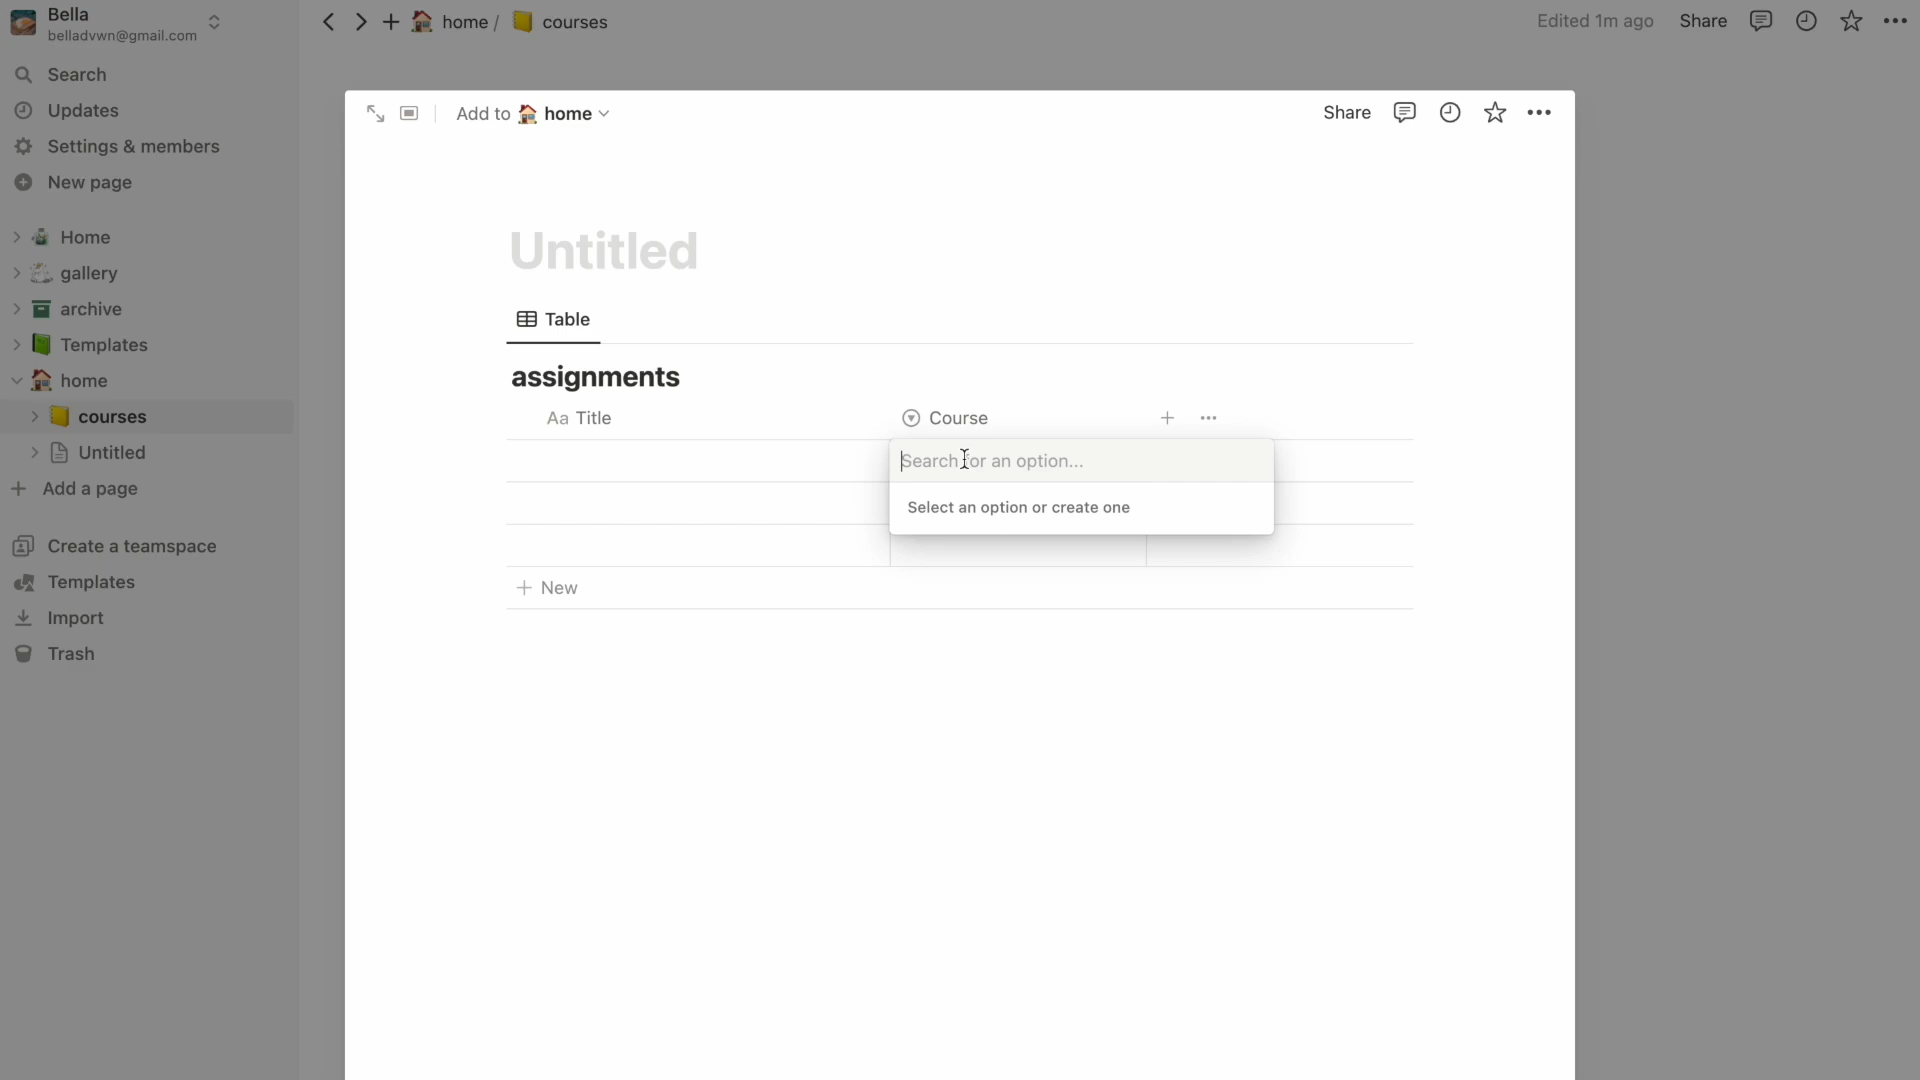 Bella
belladvwn@gmail.com
Search
Updates
Settings & members
New page
Home
gallery
archive
Templates
home
courses
Untitled
Add a page
Create a teamspace
Templates
Import
Trash
home / courses
Edited 1m ago Share
Add to home
Share
Untitled
Table
assignments
Aa Title Course
Search for an option...
Select an option or create one
New